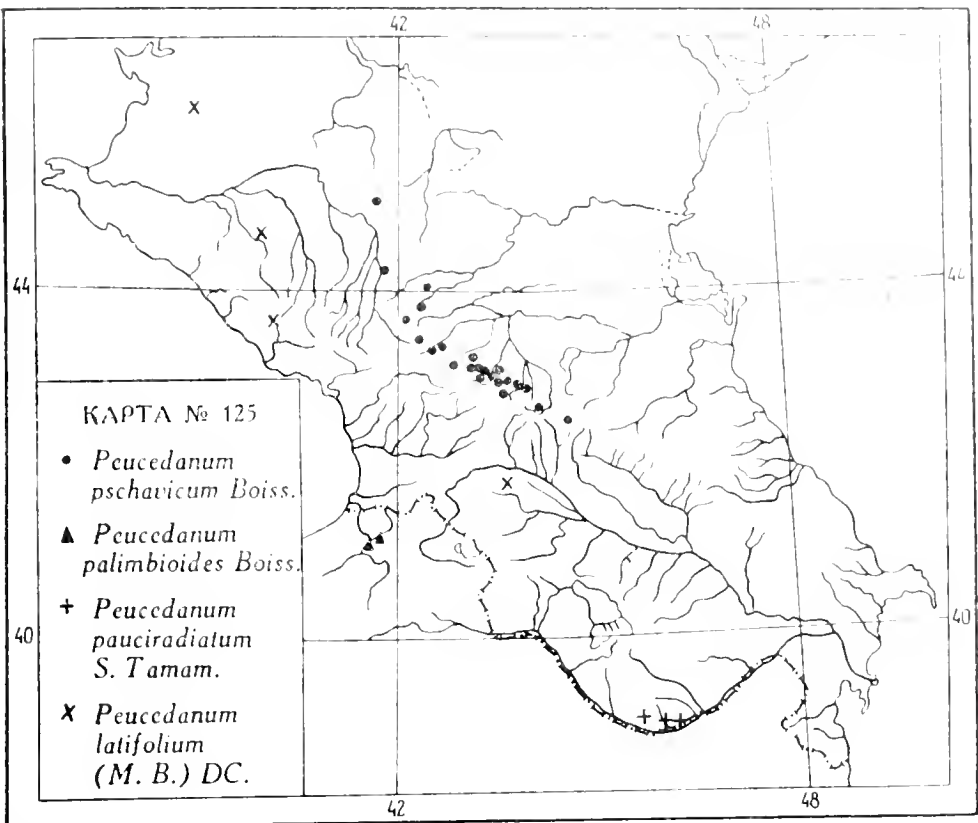 42 48
44 44
КАРТА № 125
Peucedanum
pschavicum Boiss.
Peucedanum
palimbioides Boiss.
40 40
Peucedanum
pauciradiatum
S. Tamam.
Peucedanum
latifolium
(M. B.) DC.
42 48